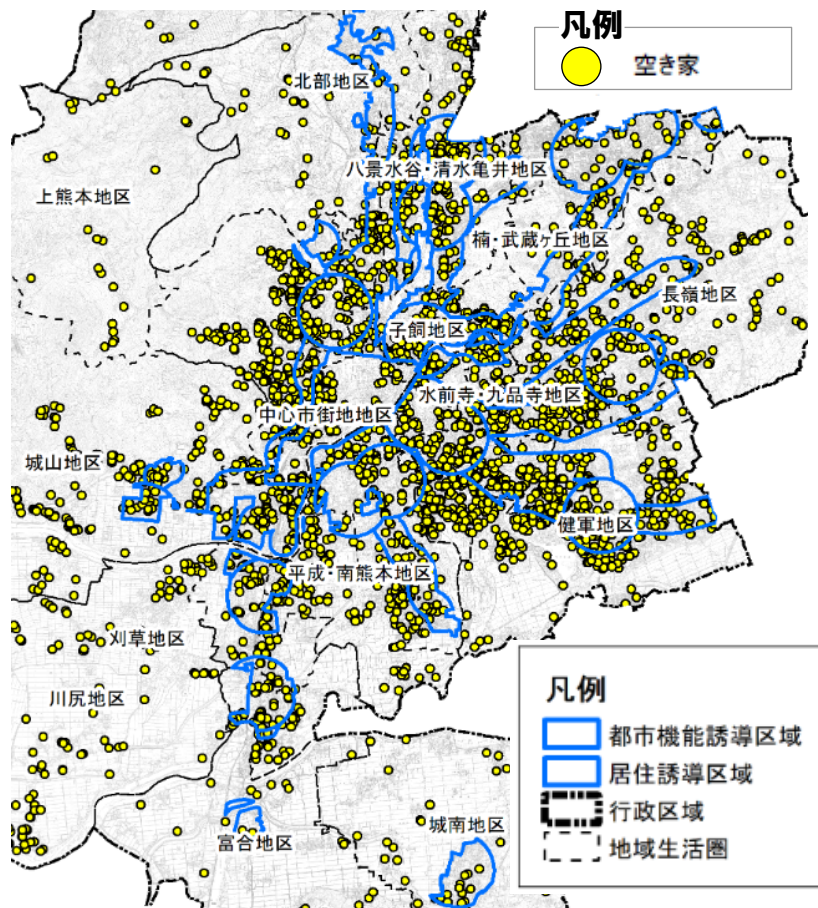 凡例
空き家
北部地区
八景水谷・清水亀井地区
上熊本地区
楠・武蔵ヶ丘地区
長嶺地区
子飼地区
水前寺・九品寺地区
中心市街地地区
城山地区
健軍地区
平成・南熊本地区
刈草地区
川尻地区
富合地区
城南地区
凡例
都市機能誘導区域
居住誘導区域
行政区域
地域生活圏